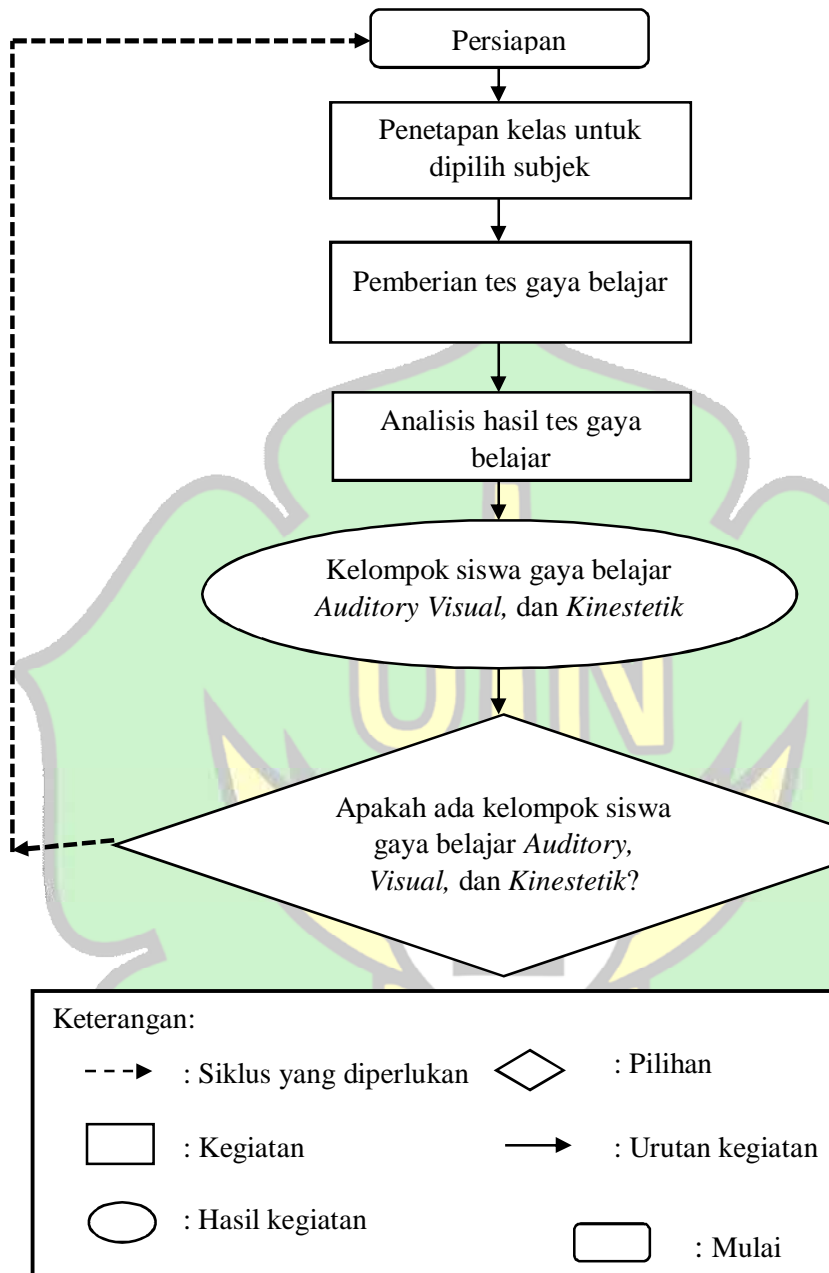 Persiapan
Penetapan kelas untuk
dipilih subjek
Pemberian tes gaya belajar
Analisis hasil tes gaya
belajar
Kelompok siswa gaya belajar
Auditory Visual, dan Kinestetik
UIN
Apakah ada kelompok siswa
gaya belajar Auditory,
Visual, dan Kinestetik?
Keterangan:
: Siklus yang diperlukan
: Pilihan
: Kegiatan
: Urutan kegiatan
: Hasil kegiatan
: Mulai